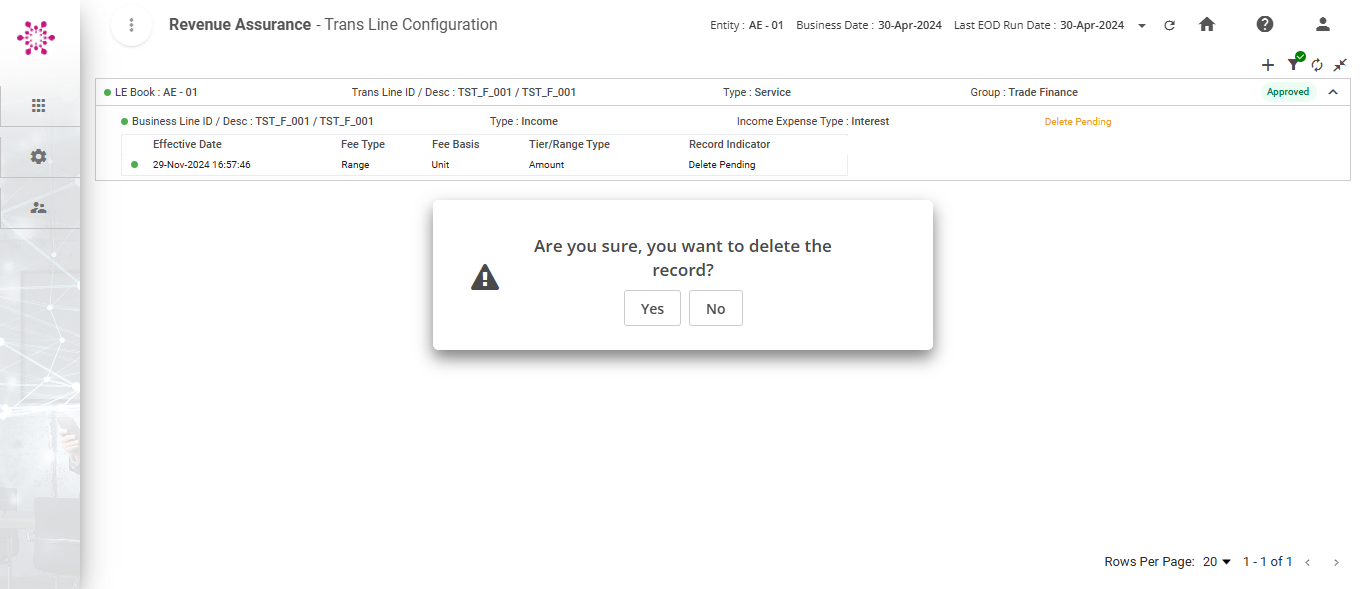 Revenue Assurance - Trans Line Configuration
Entity : AE - 01 Business Date : 30-Apr-2024 Last EOD Run Date : 30-Apr-2024
LE Book : AE - 01 Trans Line ID / Desc : TST_F_001 / TST_F_001 Type : Service Group : Trade Finance Approved
Business Line ID / Desc : TST_F_001 / TST_F_001 Type : Income Income Expense Type : Interest Delete Pending
Effective Date Fee Type Fee Basis Tier/Range Type Record Indicator
29-Nov-2024 16:57:46 Range Unit Amount Delete Pending
Are you sure, you want to delete the
record?
Yes No
Rows Per Page: 20 1 - 1 of 1